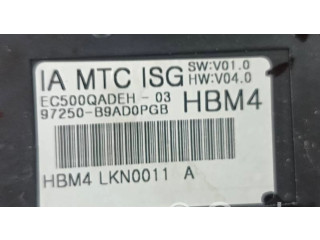 IA MTC ISG SW:V01.0
HW:V04.0
EC500QADEH - 03
97250-B9AD0PGB HBM4
HBM4 LKN0011 A